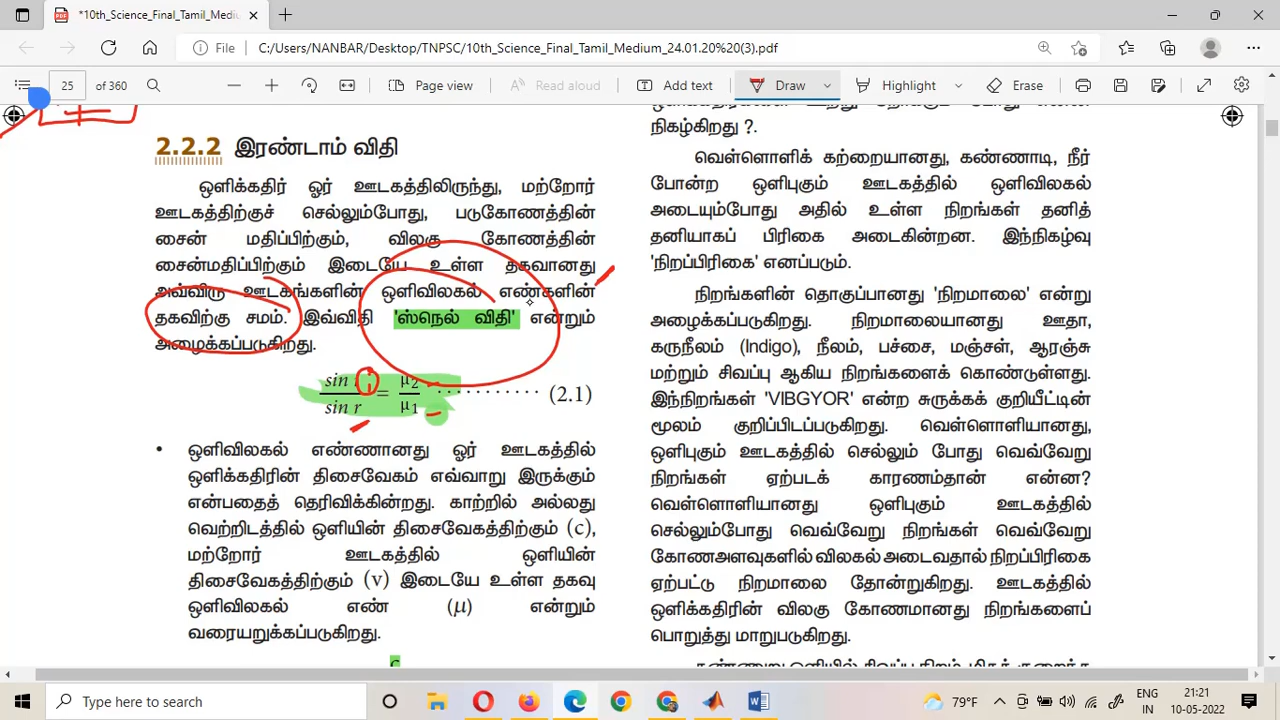 *10th_Science_Final_Tamil_Mediu
File
C:/Users/NANBAR/Desktop/TNPSC/10th_Science_Final_Tamil_Medium_24.01.20%20(3).pdf
25 of 360
Page view
Read aloud
Add text
Draw
Highlight
Erase
2.2.2 இரண்டாம் விதி
ஒளிக்கதிர் ஓர் ஊடகத்திலிருந்து, மற்றோர்
ஊடகத்திற்குச் செல்லும்போது, படுகோணத்தின்
சைன் மதிப்பிற்கும், விலகு கோணத்தின்
சைன்மதிப்பிற்கும் இடையே உள்ள தகவானது
அவ்விரு ஊடகங்களின் ஒளிவிலகல் எண்களின்
தகவிற்கு சமம். இவ்விதி 'ஸ்நெல் விதி' என்றும்
அழைக்கப்படுகிறது.
sin i / sin r = μ2 / μ1 ........... (2.1)
• ஒளிவிலகல் எண்ணானது ஓர் ஊடகத்தில்
ஒளிக்கதிரின் திசைவேகம் எவ்வாறு இருக்கும்
என்பதைத் தெரிவிக்கின்றது. காற்றில் அல்லது
வெற்றிடத்தில் ஒளியின் திசைவேகத்திற்கும் (c),
மற்றோர் ஊடகத்தில் ஒளியின்
திசைவேகத்திற்கும் (v) இடையே உள்ள தகவு
ஒளிவிலகல் எண் (μ) என்றும்
வரையறுக்கப்படுகிறது.
c
நிகழ்கிறது ?.
வெள்ளொளிக் கற்றையானது, கண்ணாடி, நீர்
போன்ற ஒளிபுகும் ஊடகத்தில் ஒளிவிலகல்
அடையும்போது அதில் உள்ள நிறங்கள் தனித்
தனியாகப் பிரிகை அடைகின்றன. இந்நிகழ்வு
'நிறப்பிரிகை' எனப்படும்.
நிறங்களின் தொகுப்பானது 'நிறமாலை' என்று
அழைக்கிறோம். நிறமாலையானது ஊதா,
கருநீலம் (Indigo), நீலம், பச்சை, மஞ்சள், ஆரஞ்சு
மற்றும் சிவப்பு ஆகிய நிறங்களைக் கொண்டுள்ளது.
இந்நிறங்கள் 'VIBGYOR' என்ற சுருக்கக் குறியீட்டின்
மூலம் குறிப்பிடப்படுகிறது. வெள்ளொளியானது,
ஒளிபுகும் ஊடகத்தில் செல்லும் போது வெவ்வேறு
நிறங்கள் ஏற்படக் காரணம்தான் என்ன?
வெள்ளொளியானது ஒளிபுகும் ஊடகத்தில்
செல்லும்போது வெவ்வேறு நிறங்கள் வெவ்வேறு
கோணஅளவுகளில் விலகல் அடைவதால் நிறப்பிரிகை
ஏற்பட்டு நிறமாலை தோன்றுகிறது. ஊடகத்தில்
ஒளிக்கதிரின் விலகு கோணமானது நிறங்களைப்
பொறுத்து மாறுபடுகிறது.
Type here to search
79°F
ENG
IN
21:21
10-05-2022